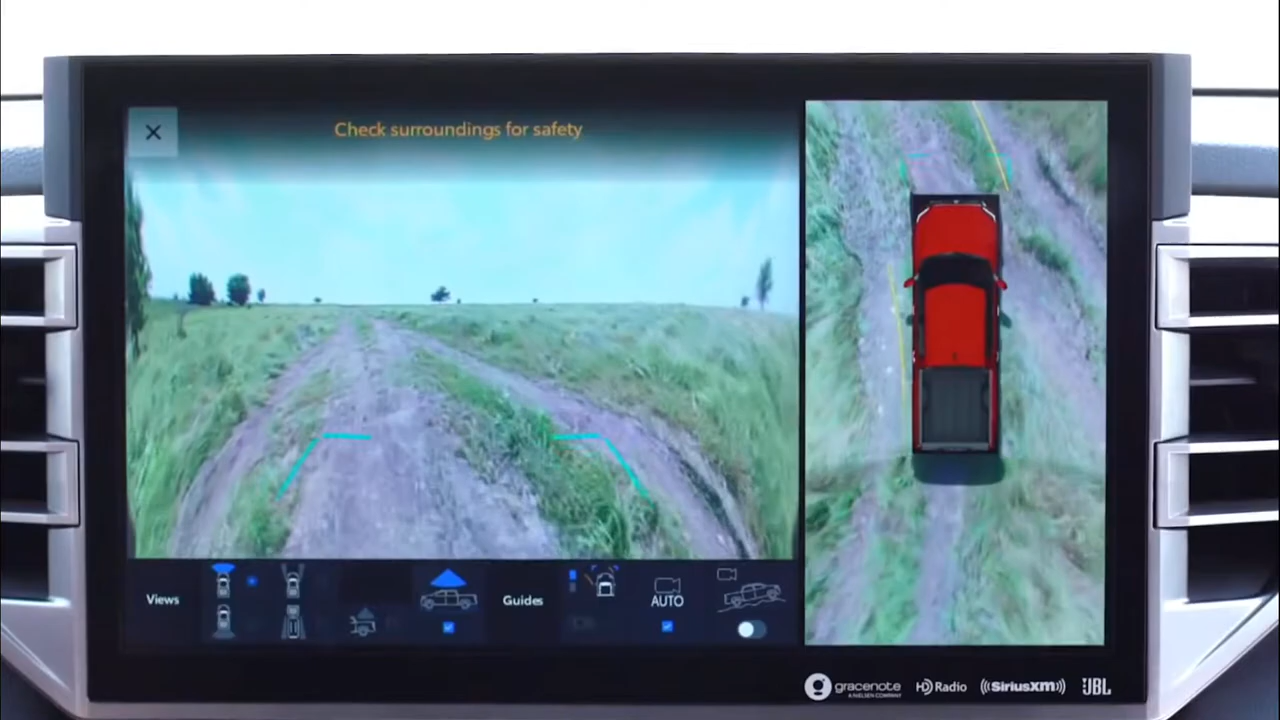 Check surroundings for safety
Views
Guides
AUTO
gracenote
A NIELSEN COMPANY
HD Radio
((SiriusXM))
JBL